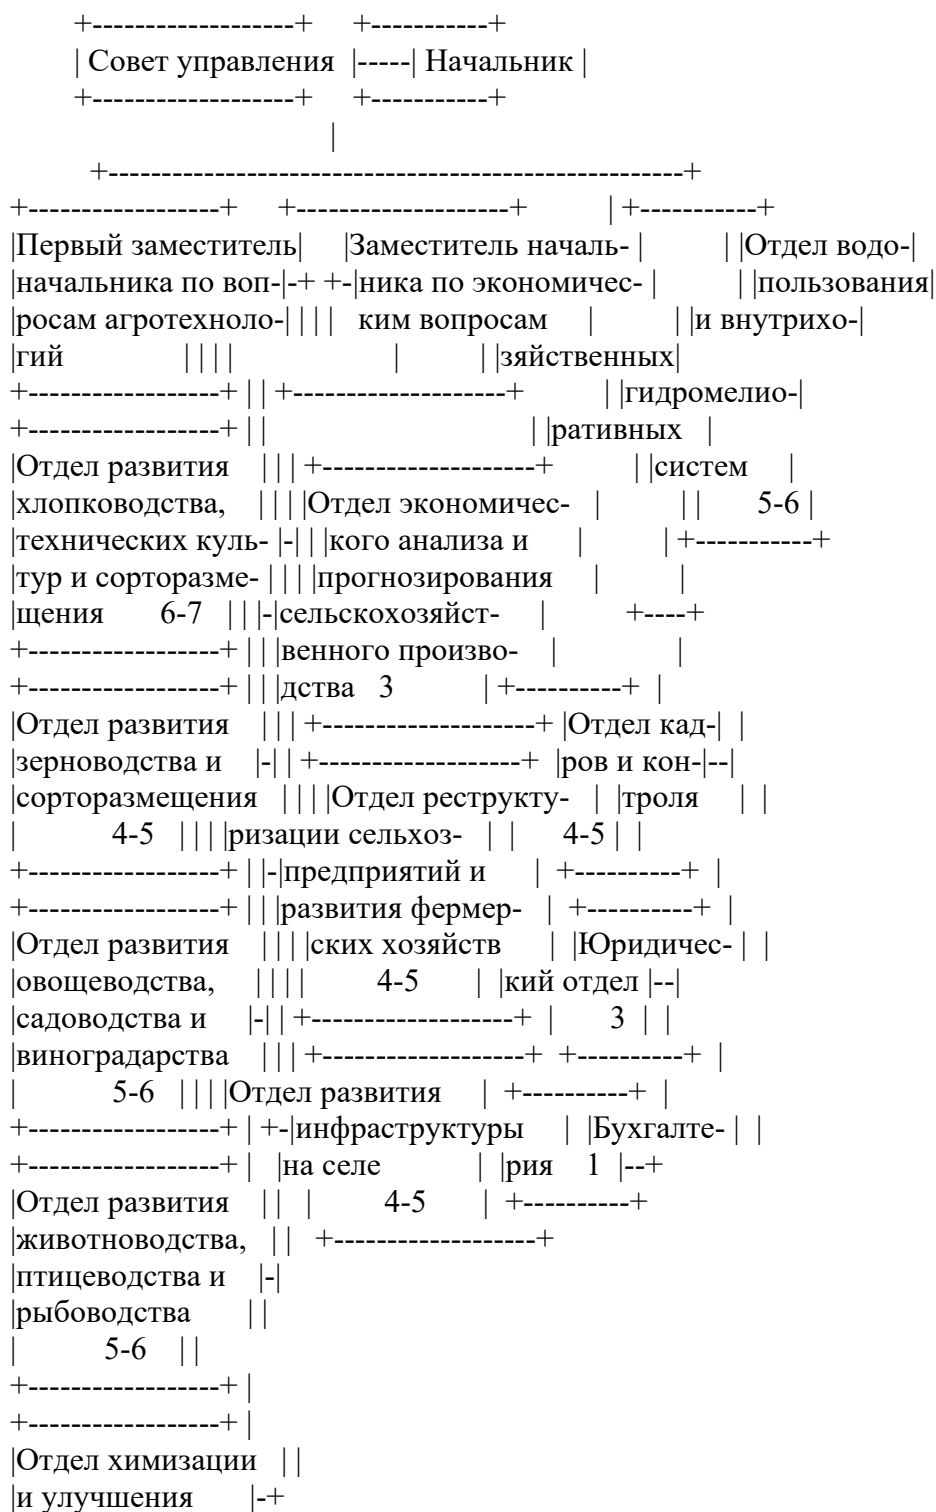 +-------------------+ +-----------+
| Совет управления |-----| Начальник |
+-------------------+ +-----------+
|
+------------------------------------------------------+
+------------------+ +--------------------+ | +-----------+
|Первый заместитель| |Заместитель началь- | | |Отдел водо-|
|начальника по воп-|-+ +-|ника по экономичес- | | |пользования|
|росам агротехноло-| | | | ким вопросам | | |и внутрихо-|
|гий | | | | | | |зяйственных|
+------------------+ | | +--------------------+ | |гидромелио-|
+------------------+ | | | |ративных |
|Отдел развития | | | +--------------------+ | |систем |
|хлопководства, | | | |Отдел экономичес- | | | 5-6 |
|технических куль- |-| | |кого анализа и | | +-----------+
|тур и сорторазме- | | | |прогнозирования | |
|щения 6-7 | | |-|сельскохозяйст- | +----+
+------------------+ | | |венного произво- | |
+------------------+ | | |дства 3 | +----------+ |
|Отдел развития | | | +--------------------+ |Отдел кад-| |
|зерноводства и |-| | +-------------------+ |ров и кон-|--|
|сорторазмещения | | | |Отдел реструкту- | |троля | |
| 4-5 | | | |ризации сельхоз- | | 4-5 | |
+------------------+ | |-|предприятий и | +----------+ |
+------------------+ | | |развития фермер- | +----------+ |
|Отдел развития | | | |ских хозяйств | |Юридичес- | |
|овощеводства, | | | | 4-5 | |кий отдел |--|
|садоводства и |-| | +-------------------+ | 3 | |
|виноградарства | | | +-------------------+ +----------+ |
| 5-6 | | | |Отдел развития | +----------+ |
+------------------+ | +-|инфраструктуры | |Бухгалте- | |
+------------------+ | |на селе | |рия 1 |--+
|Отдел развития | | | 4-5 | +----------+
|животноводства, | | +-------------------+
|птицеводства и |-|
|рыбоводства | |
| 5-6 | |
+------------------+ |
+------------------+ |
|Отдел химизации | |
|и улучшения |-+